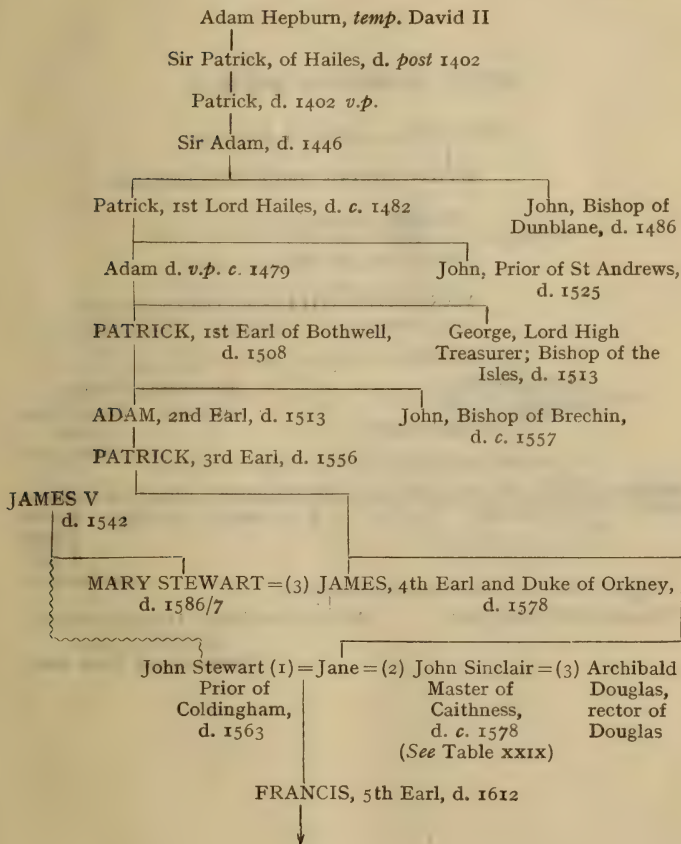 Adam Hepburn, temp. David II
Sir Patrick, of Hailes, d. post 1402
Patrick, d. 1402 v.p.
Sir Adam, d. 1446
Patrick, 1st Lord Hailes, d. c. 1482
John, Bishop of
Dunblane, d. 1486
Adam d. v.p. c. 1479
John, Prior of St Andrews,
d. 1525
PATRICK, 1st Earl of Bothwell,
d. 1508
George, Lord High
Treasurer; Bishop of the
Isles, d. 1513
ADAM, 2nd Earl, d. 1513
John, Bishop of Brechin,
d. c. 1557
PATRICK, 3rd Earl, d. 1556
JAMES V
d. 1542
MARY STEWART = (3) JAMES, 4th Earl and Duke of Orkney,
d. 1586/7
d. 1578
John Stewart (1) = Jane = (2) John Sinclair = (3) Archibald
Prior of
Coldingham,
d. 1563
Master of
Caithness,
d. c. 1578
(See Table XXIX)
Douglas,
rector of
Douglas
FRANCIS, 5th Earl, d. 1612